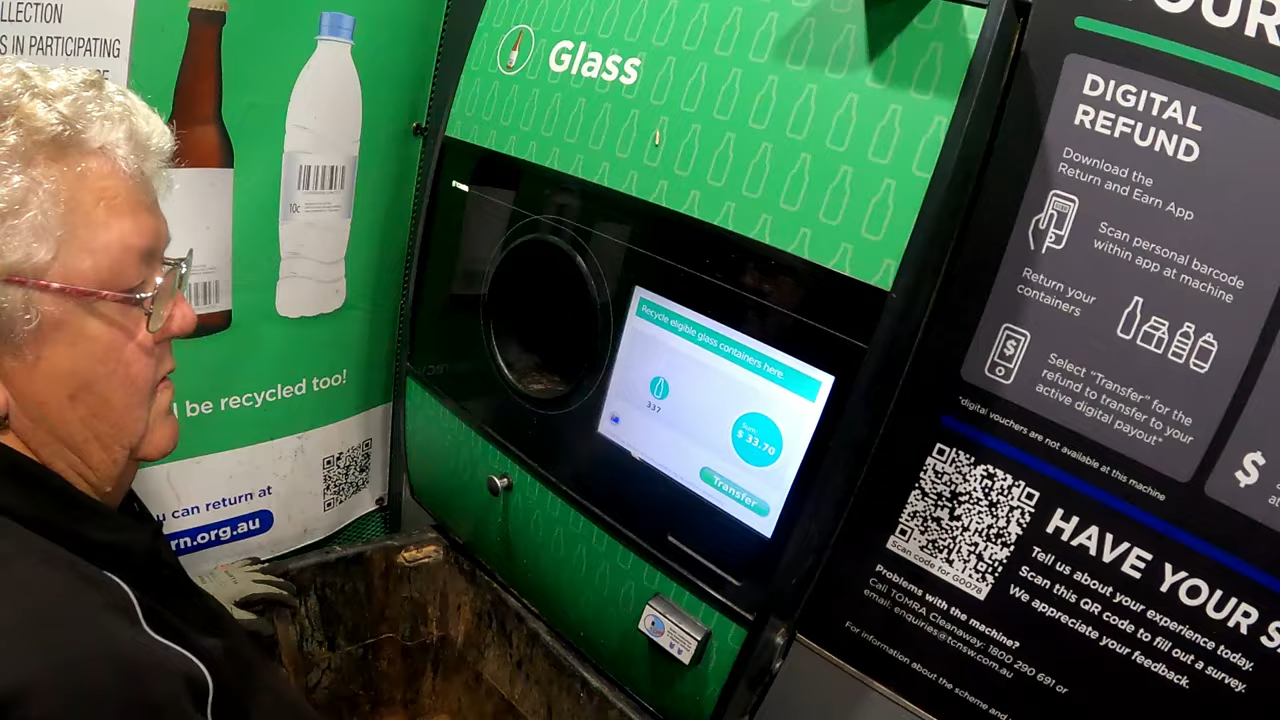 LLECTION
S IN PARTICIPATING
10c
l be recycled too!
u can return at
rn.org.au
Glass
Recycle eligible glass containers here.
337
Sum:
$ 33.70
Transfer
OUR
DIGITAL
REFUND
Download the
Return and Earn App
Scan personal barcode
within app at machine
Return your
containers
Select "Transfer" for the
refund to transfer to your
active digital payout*
*digital vouchers are not available at this machine
$
Scan code for G0078
HAVE YOUR S
Tell us about your experience today.
Scan this QR code to fill out a survey.
We appreciate your feedback.
Problems with the machine?
Call TOMRA Cleanaway: 1800 290 691 or
email: enquiries@tcnsw.com.au
For information about the scheme and